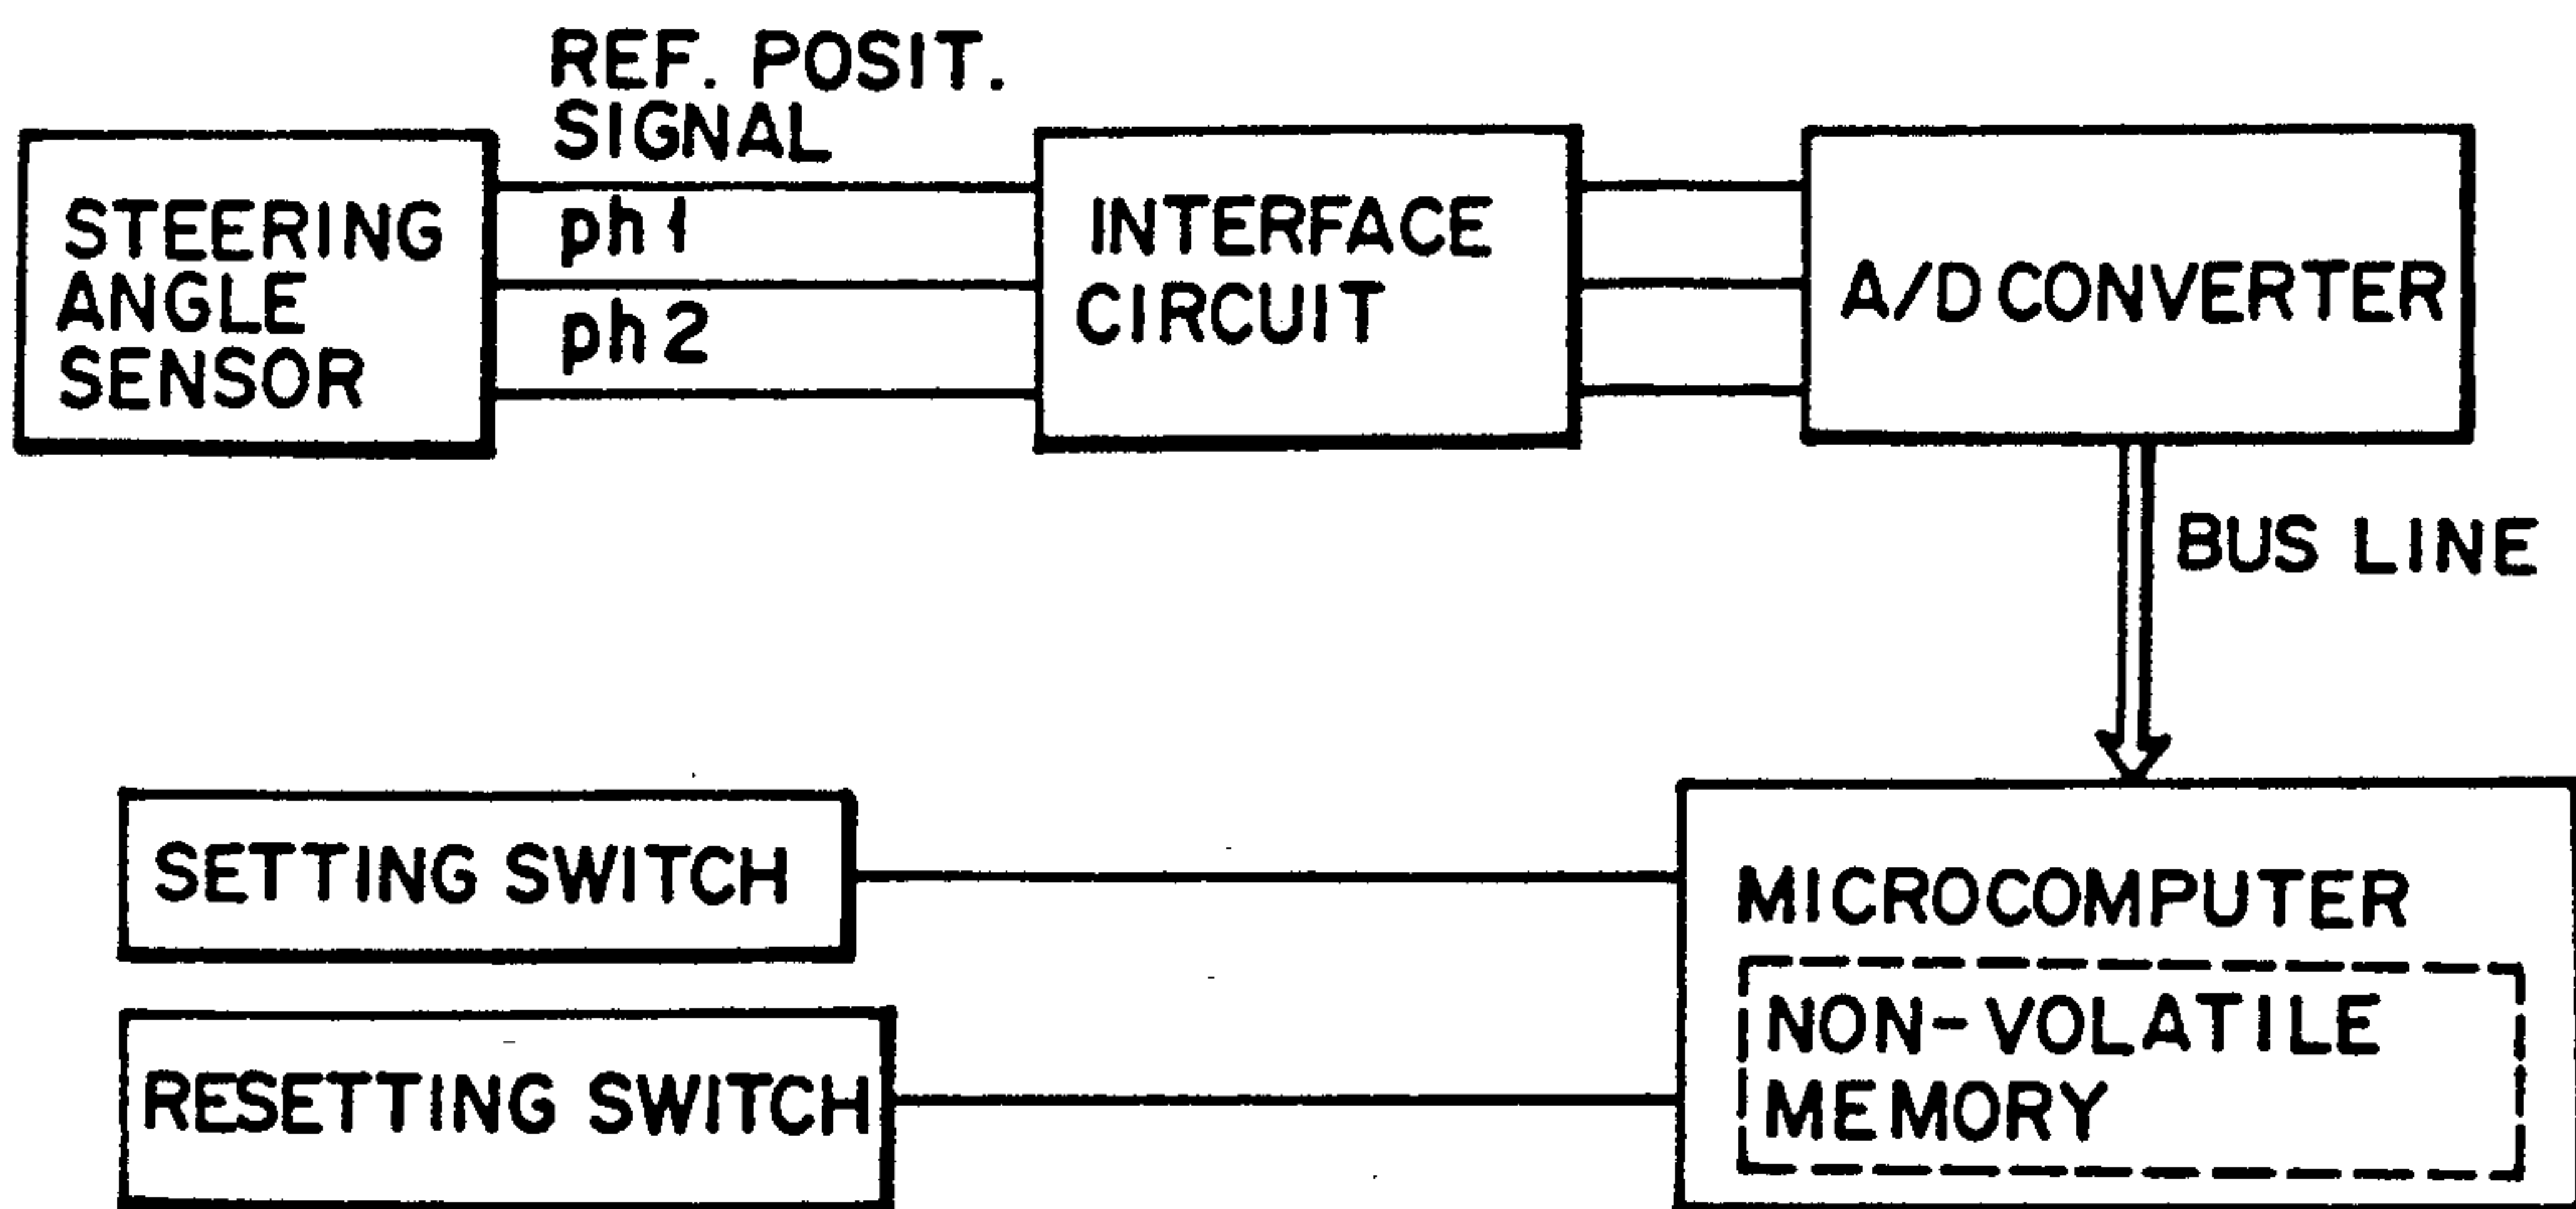 REF. POSIT.
SIGNAL
STEERING
ANGLE
SENSOR
ph1
ph2
INTERFACE
CIRCUIT
A/D CONVERTER
BUS LINE
SETTING SWITCH
RESETTING SWITCH
MICROCOMPUTER
NON-VOLATILE
MEMORY